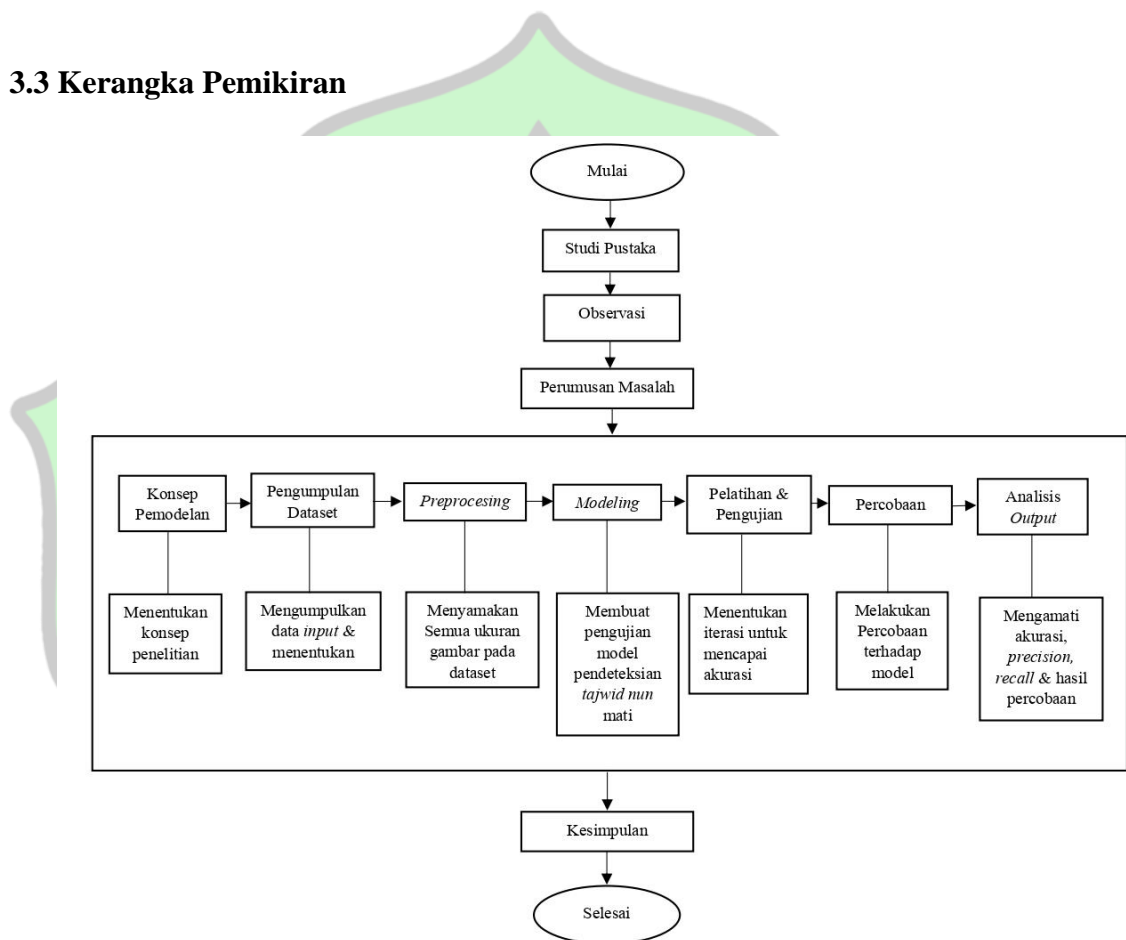 3.3 Kerangka Pemikiran
Mulai
Studi Pustaka
Observasi
Perumusan Masalah
Konsep
Pemodelan
Pengumpulan
Dataset
Preprocesing
Modeling
Pelatihan &
Pengujian
Percobaan
Analisis
Output
Menentukan
konsep
penelitian
Mengumpulkan
data input &
menentukan
Menyamakan
Semua ukuran
gambar pada
dataset
Membuat
pengujian
model
pendeteksian
tajwid nun
mati
Menentukan
iterasi untuk
mencapai
akurasi
Melakukan
Percobaan
terhadap
model
Mengamati
akurasi,
precision,
recall & hasil
percobaan
Kesimpulan
Selesai